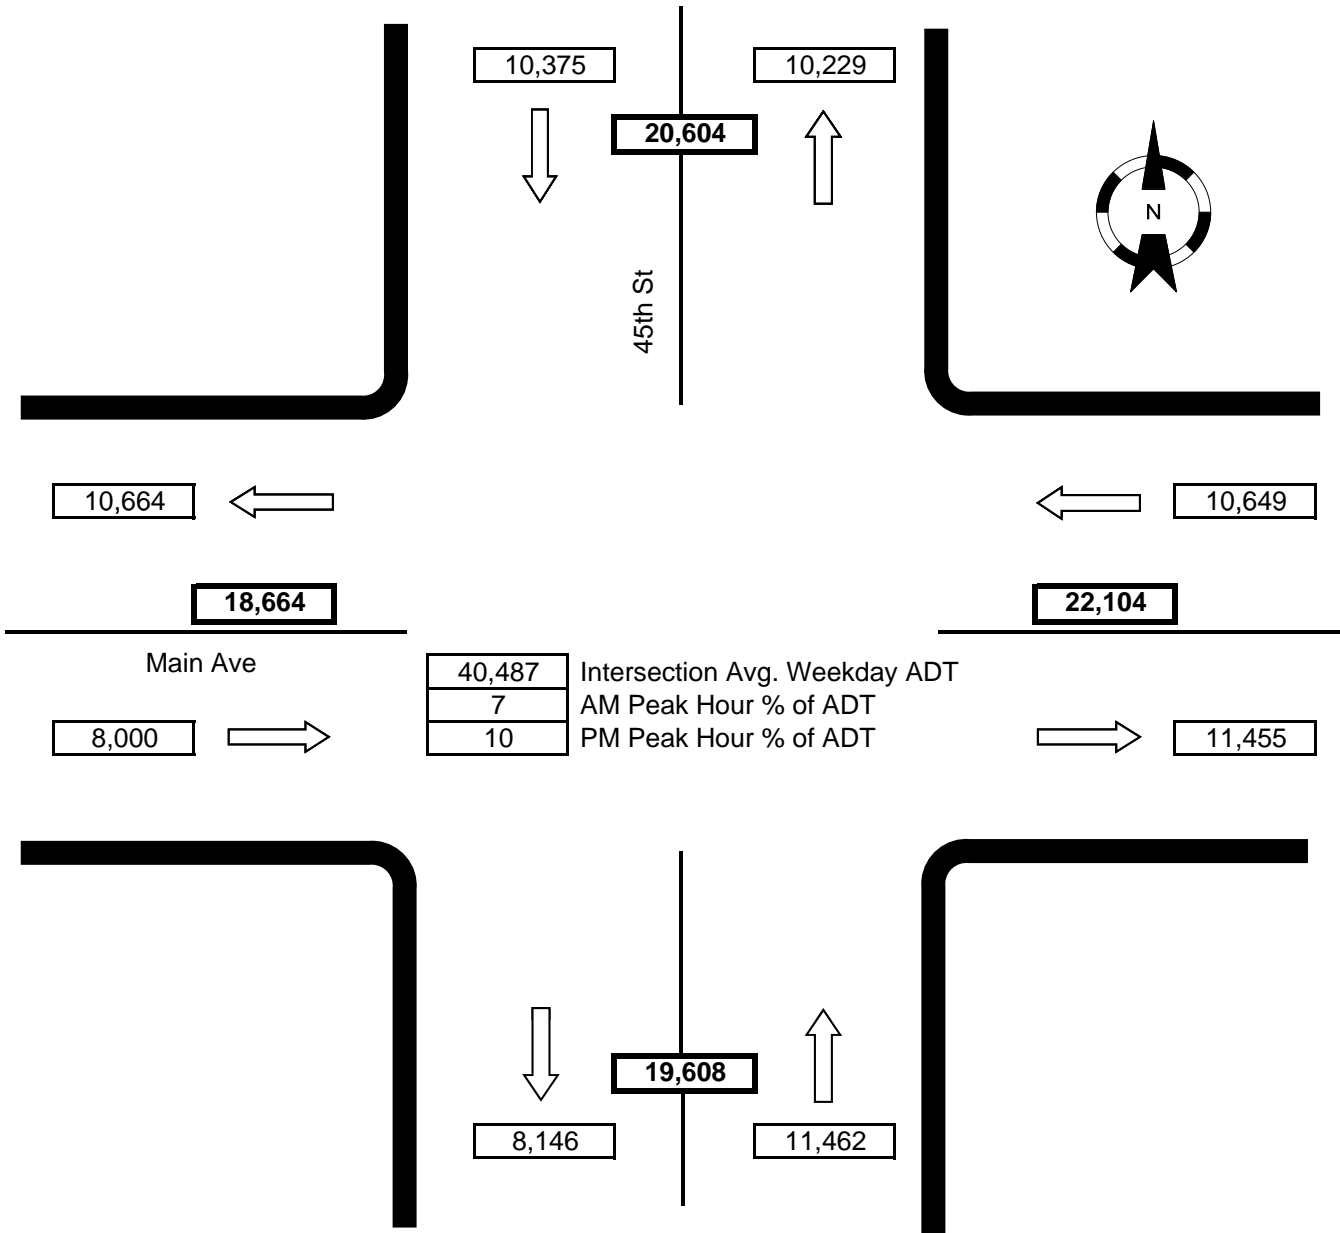 10,375
10,229
20,604
N
45th St
10,664
10,649
18,664
22,104
Main Ave
40,487 Intersection Avg. Weekday ADT
7 AM Peak Hour % of ADT
8,000
10 PM Peak Hour % of ADT
11,455
19,608
8,146
11,462